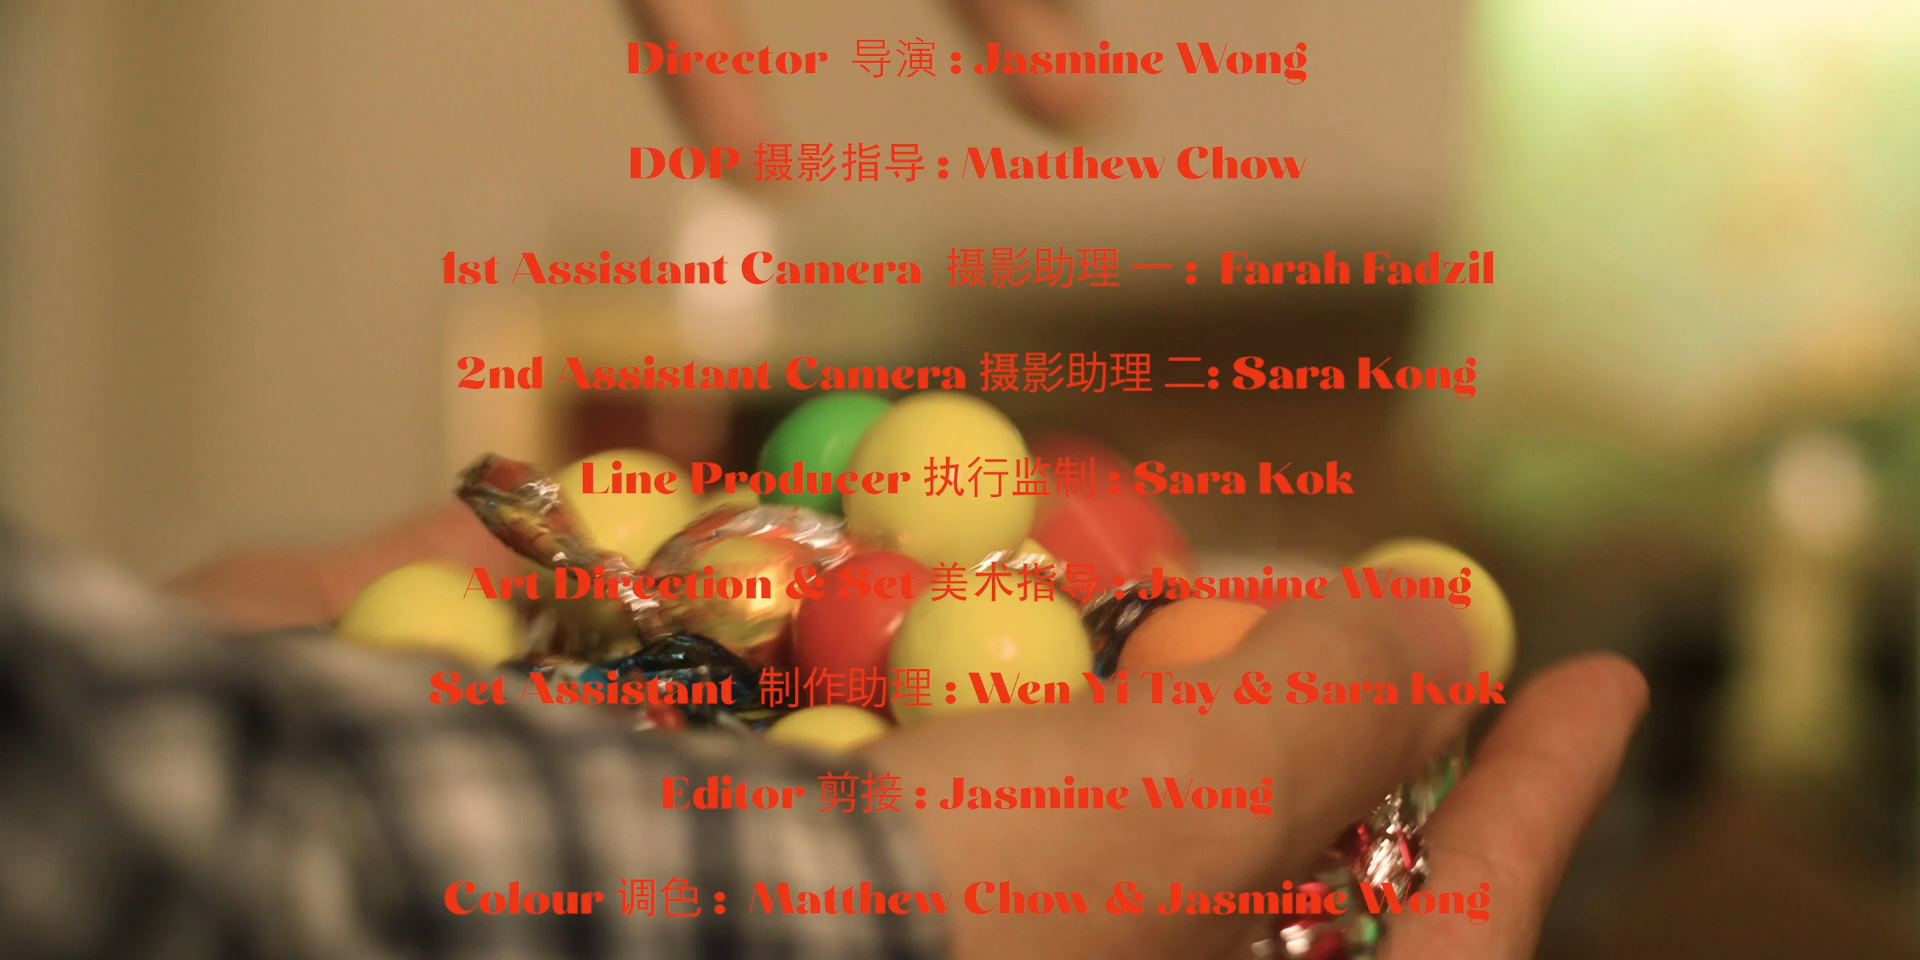 Director 导演 : Jasmine Wong
DOP 摄影指导 : Matthew Chow
1st Assistant Camera 摄影助理 一 : Farah Fadzil
2nd Assistant Camera 摄影助理 二: Sara Kong
Line Producer 执行监制 : Sara Kok
Art Direction & Set 美术指导 : Jasmine Wong
Set Assistant 制作助理 : Wen Yi Tay & Sara Kok
Editor 剪接 : Jasmine Wong
Colour 调色 : Matthew Chow & Jasmine Wong